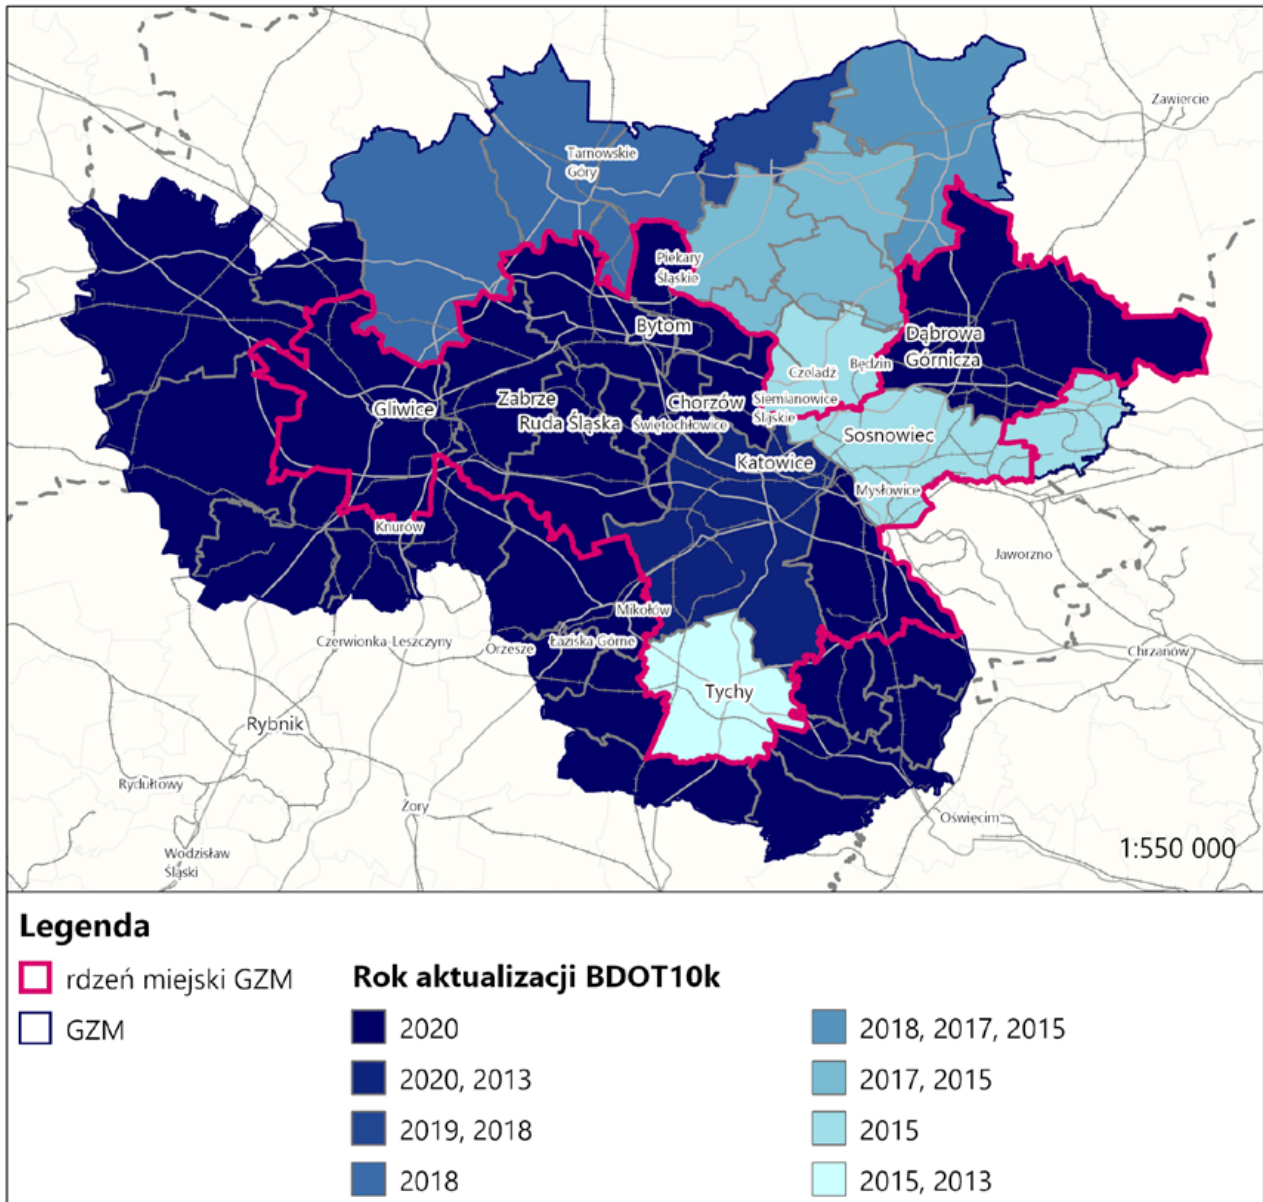 Zawiercie
Tarnowskie
Góry
Piekary
Śląskie
Bytom
Dąbrowa
Górnicza
Będzin
Czeladź
Zabrze
Chorzów
Siemianowice
Śląskie
Gliwice
Ruda Śląska
Świętochłowice
Sosnowiec
Katowice
Mysłowice
Knurów
Jaworzno
Mikołów
Czerwionka-Leszczyny
Orzesze
Łaziska Górne
Chrzanów
Tychy
Rybnik
Rydułtowy
Żory
Oświęcim
Wodzisław
Śląski
1:550 000
Legenda
rdzeń miejski GZM
GZM
Rok aktualizacji BDOT10k
2020
2020, 2013
2019, 2018
2018
2018, 2017, 2015
2017, 2015
2015
2015, 2013